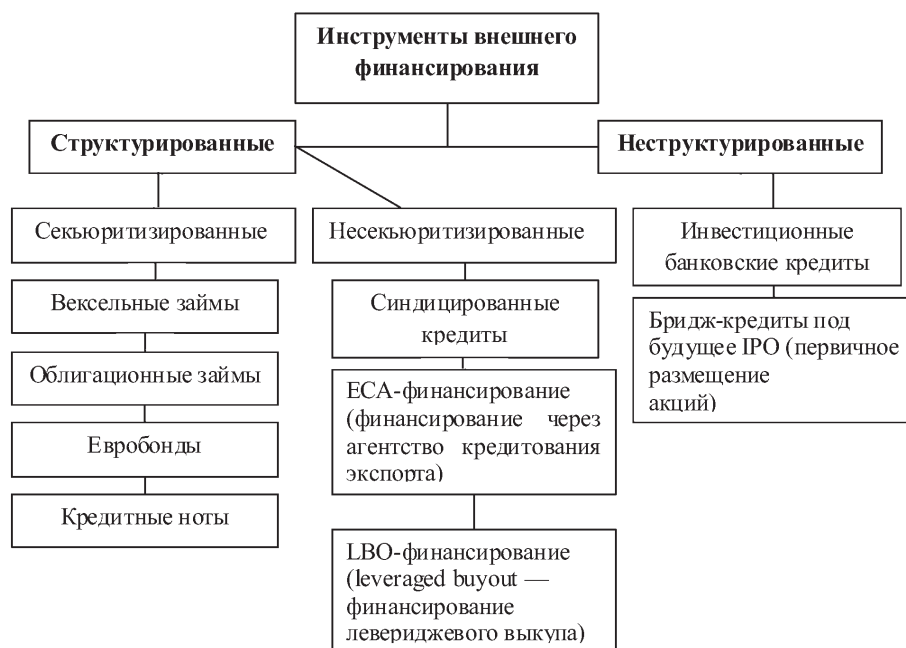 Инструменты внешнего
финансирования
Структурированные
Неструктурированные
Секьюритизированные
Несекьюритизированные
Инвестиционные
банковские кредиты
Вексельные займы
Синдицированные
кредиты
Бридж-кредиты под
будущее IPO (первичное
размещение
акций)
Облигационные займы
ECA-финансирование
(финансирование через
агентство кредитования
экспорта)
Евробонды
Кредитные ноты
LBO-финансирование
(leveraged buyout —
финансирование
левериджевого выкупа)